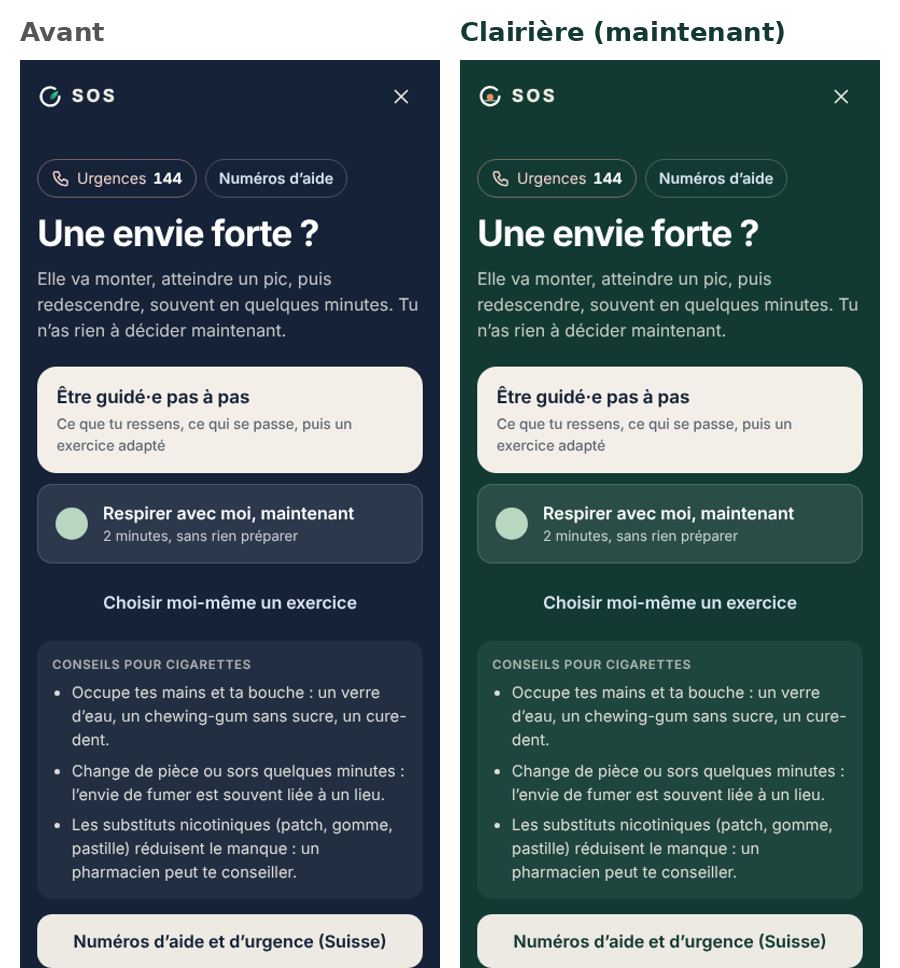 Avant
SOS
Urgences 144
Numéros d’aide
Une envie forte ?
Elle va monter, atteindre un pic, puis
redescendre, souvent en quelques minutes. Tu
n’as rien à décider maintenant.
Être guidé·e pas à pas
Ce que tu ressens, ce qui se passe, puis un
exercice adapté
Respirer avec moi, maintenant
2 minutes, sans rien préparer
Choisir moi-même un exercice
CONSEILS POUR CIGARETTES
• Occupe tes mains et ta bouche : un verre
d’eau, un chewing-gum sans sucre, un cure-
dent.
• Change de pièce ou sors quelques minutes :
l’envie de fumer est souvent liée à un lieu.
• Les substituts nicotiniques (patch, gomme,
pastille) réduisent le manque : un
pharmacien peut te conseiller.
Numéros d’aide et d’urgence (Suisse)
Clairière (maintenant)
SOS
Urgences 144
Numéros d’aide
Une envie forte ?
Elle va monter, atteindre un pic, puis
redescendre, souvent en quelques minutes. Tu
n’as rien à décider maintenant.
Être guidé·e pas à pas
Ce que tu ressens, ce qui se passe, puis un
exercice adapté
Respirer avec moi, maintenant
2 minutes, sans rien préparer
Choisir moi-même un exercice
CONSEILS POUR CIGARETTES
• Occupe tes mains et ta bouche : un verre
d’eau, un chewing-gum sans sucre, un cure-
dent.
• Change de pièce ou sors quelques minutes :
l’envie de fumer est souvent liée à un lieu.
• Les substituts nicotiniques (patch, gomme,
pastille) réduisent le manque : un
pharmacien peut te conseiller.
Numéros d’aide et d’urgence (Suisse)